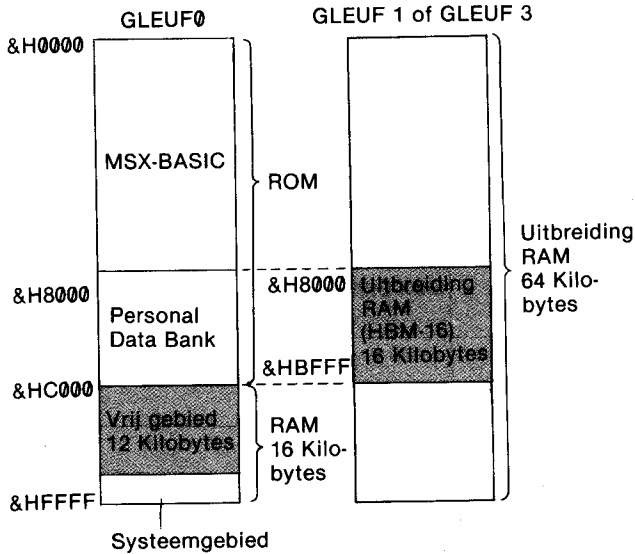 GLEUF0
GLEUF 1 of GLEUF 3
&H0000
MSX-BASIC
ROM
Uitbreiding
RAM
64 Kilo-
bytes
&H8000
Personal
Data Bank
&H8000
Uitbreiding
RAM
(HBM-16)
16 Kilobytes
&HBFFF
&HC000
Vrij gebied
12 Kilobytes
RAM
16 Kilo-
bytes
&HFFFF
Systeemgebied